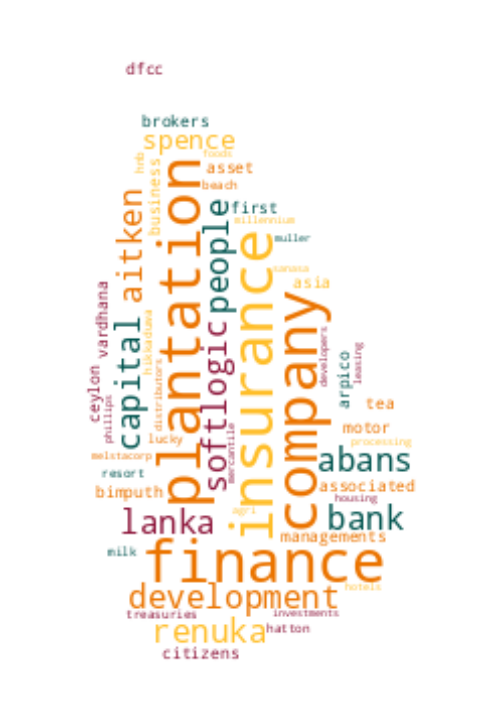 dfcc
brokers
spence
foods
hnb
asset
business
plantation
beach
aitken
people
first
millennium
muller
insurance
sanasa
asia
vardhana
company
hikkaduwa
capital
softlogic
developers
leasing
arpico
distributors
ceylon
phillips
tea
mercantile
motor
lucky
processing
melstacorp
abans
resort
bimputh
associated
housing
agri
lanka
bank
managements
milk
finance
hotels
development
treasuries
investments
renuka
hatton
citizens